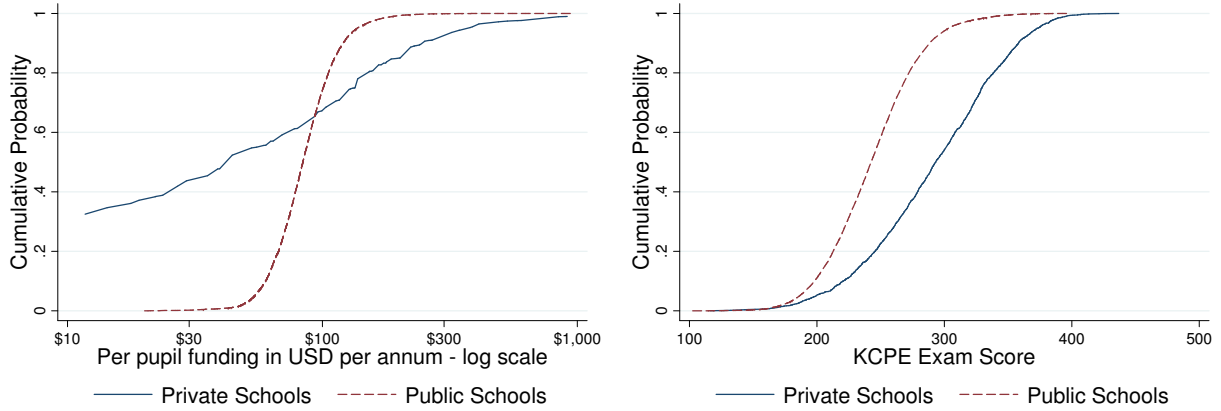 Cumulative Probability
1
.8
.6
.4
.2
0
$10
$30
$100
$300
$1,000
Per pupil funding in USD per annum - log scale
Private Schools
Public Schools
Cumulative Probability
1
.8
.6
.4
.2
0
100
200
300
400
500
KCPE Exam Score
Private Schools
Public Schools